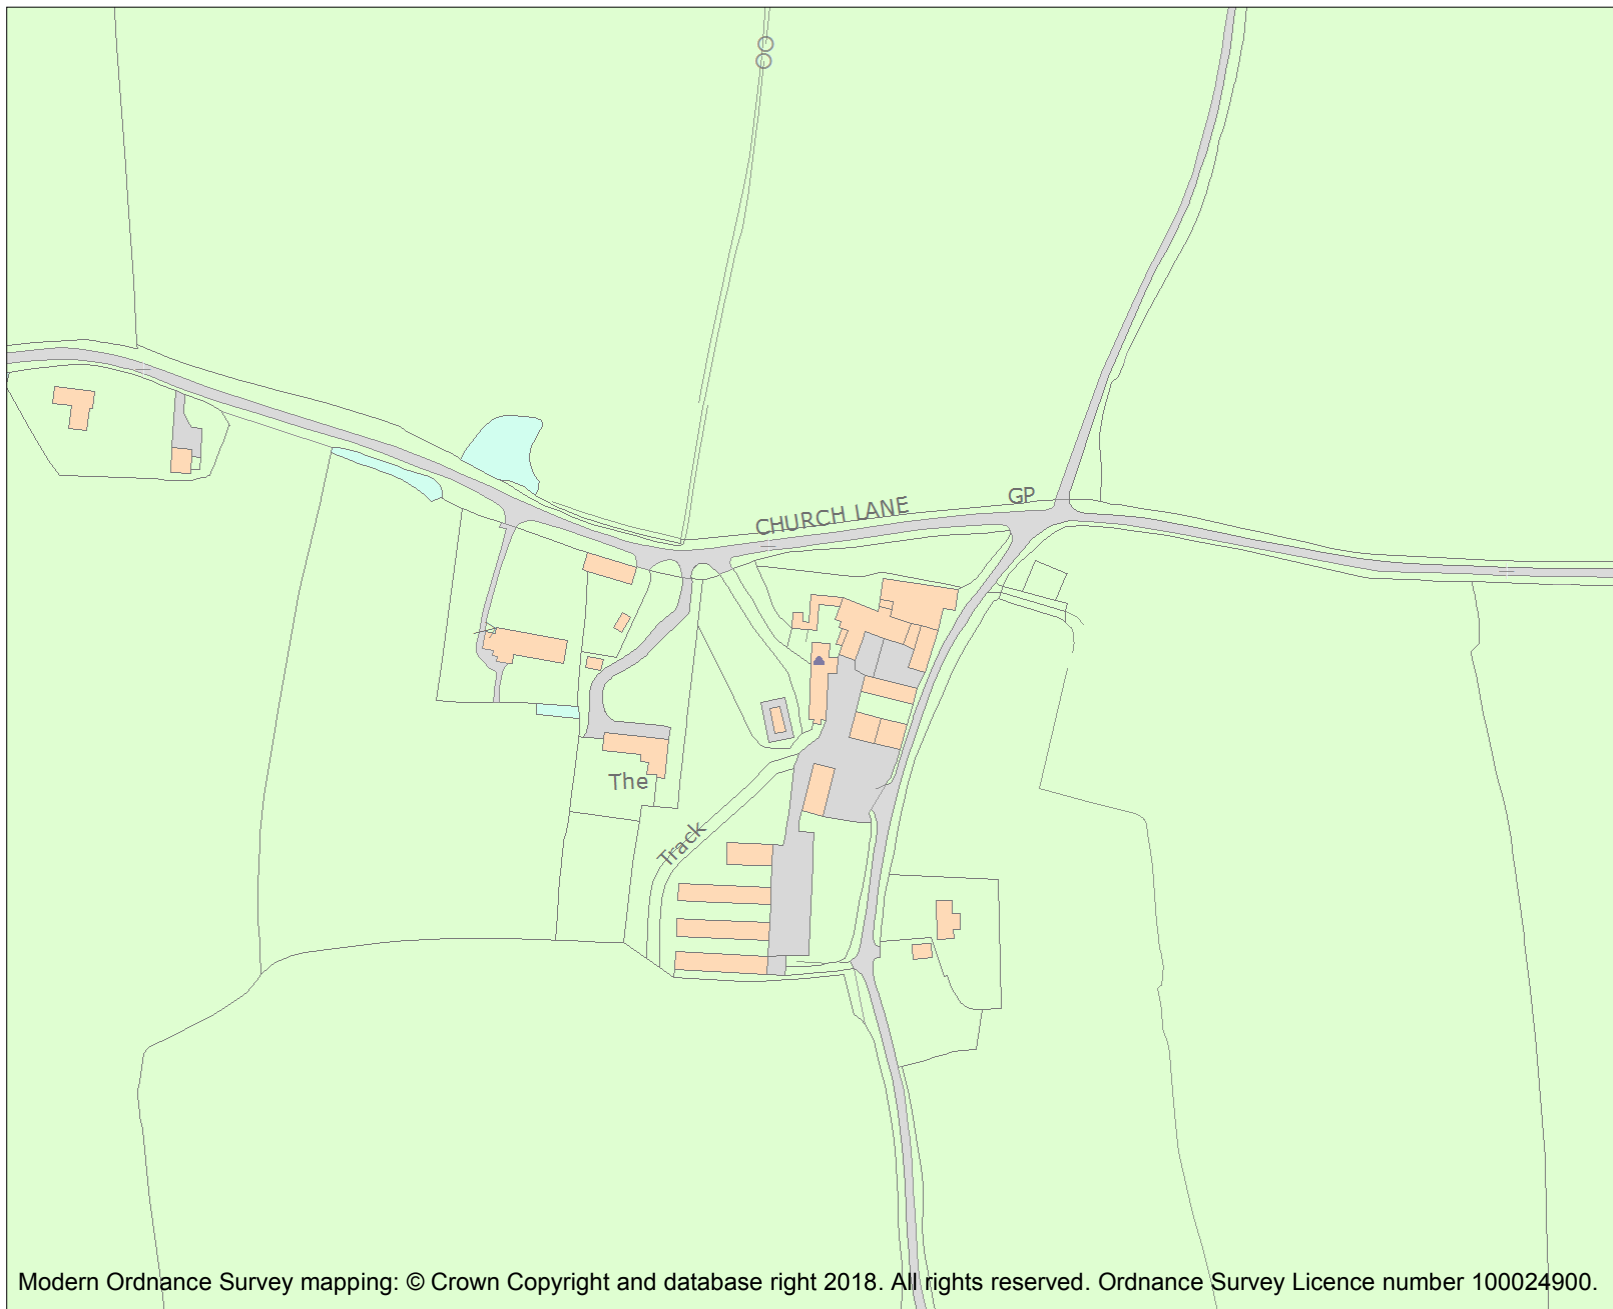 CHURCH LANE
GP
The
Track
Modern Ordnance Survey mapping: © Crown Copyright and database right 2018. All rights reserved. Ordnance Survey Licence number 100024900.